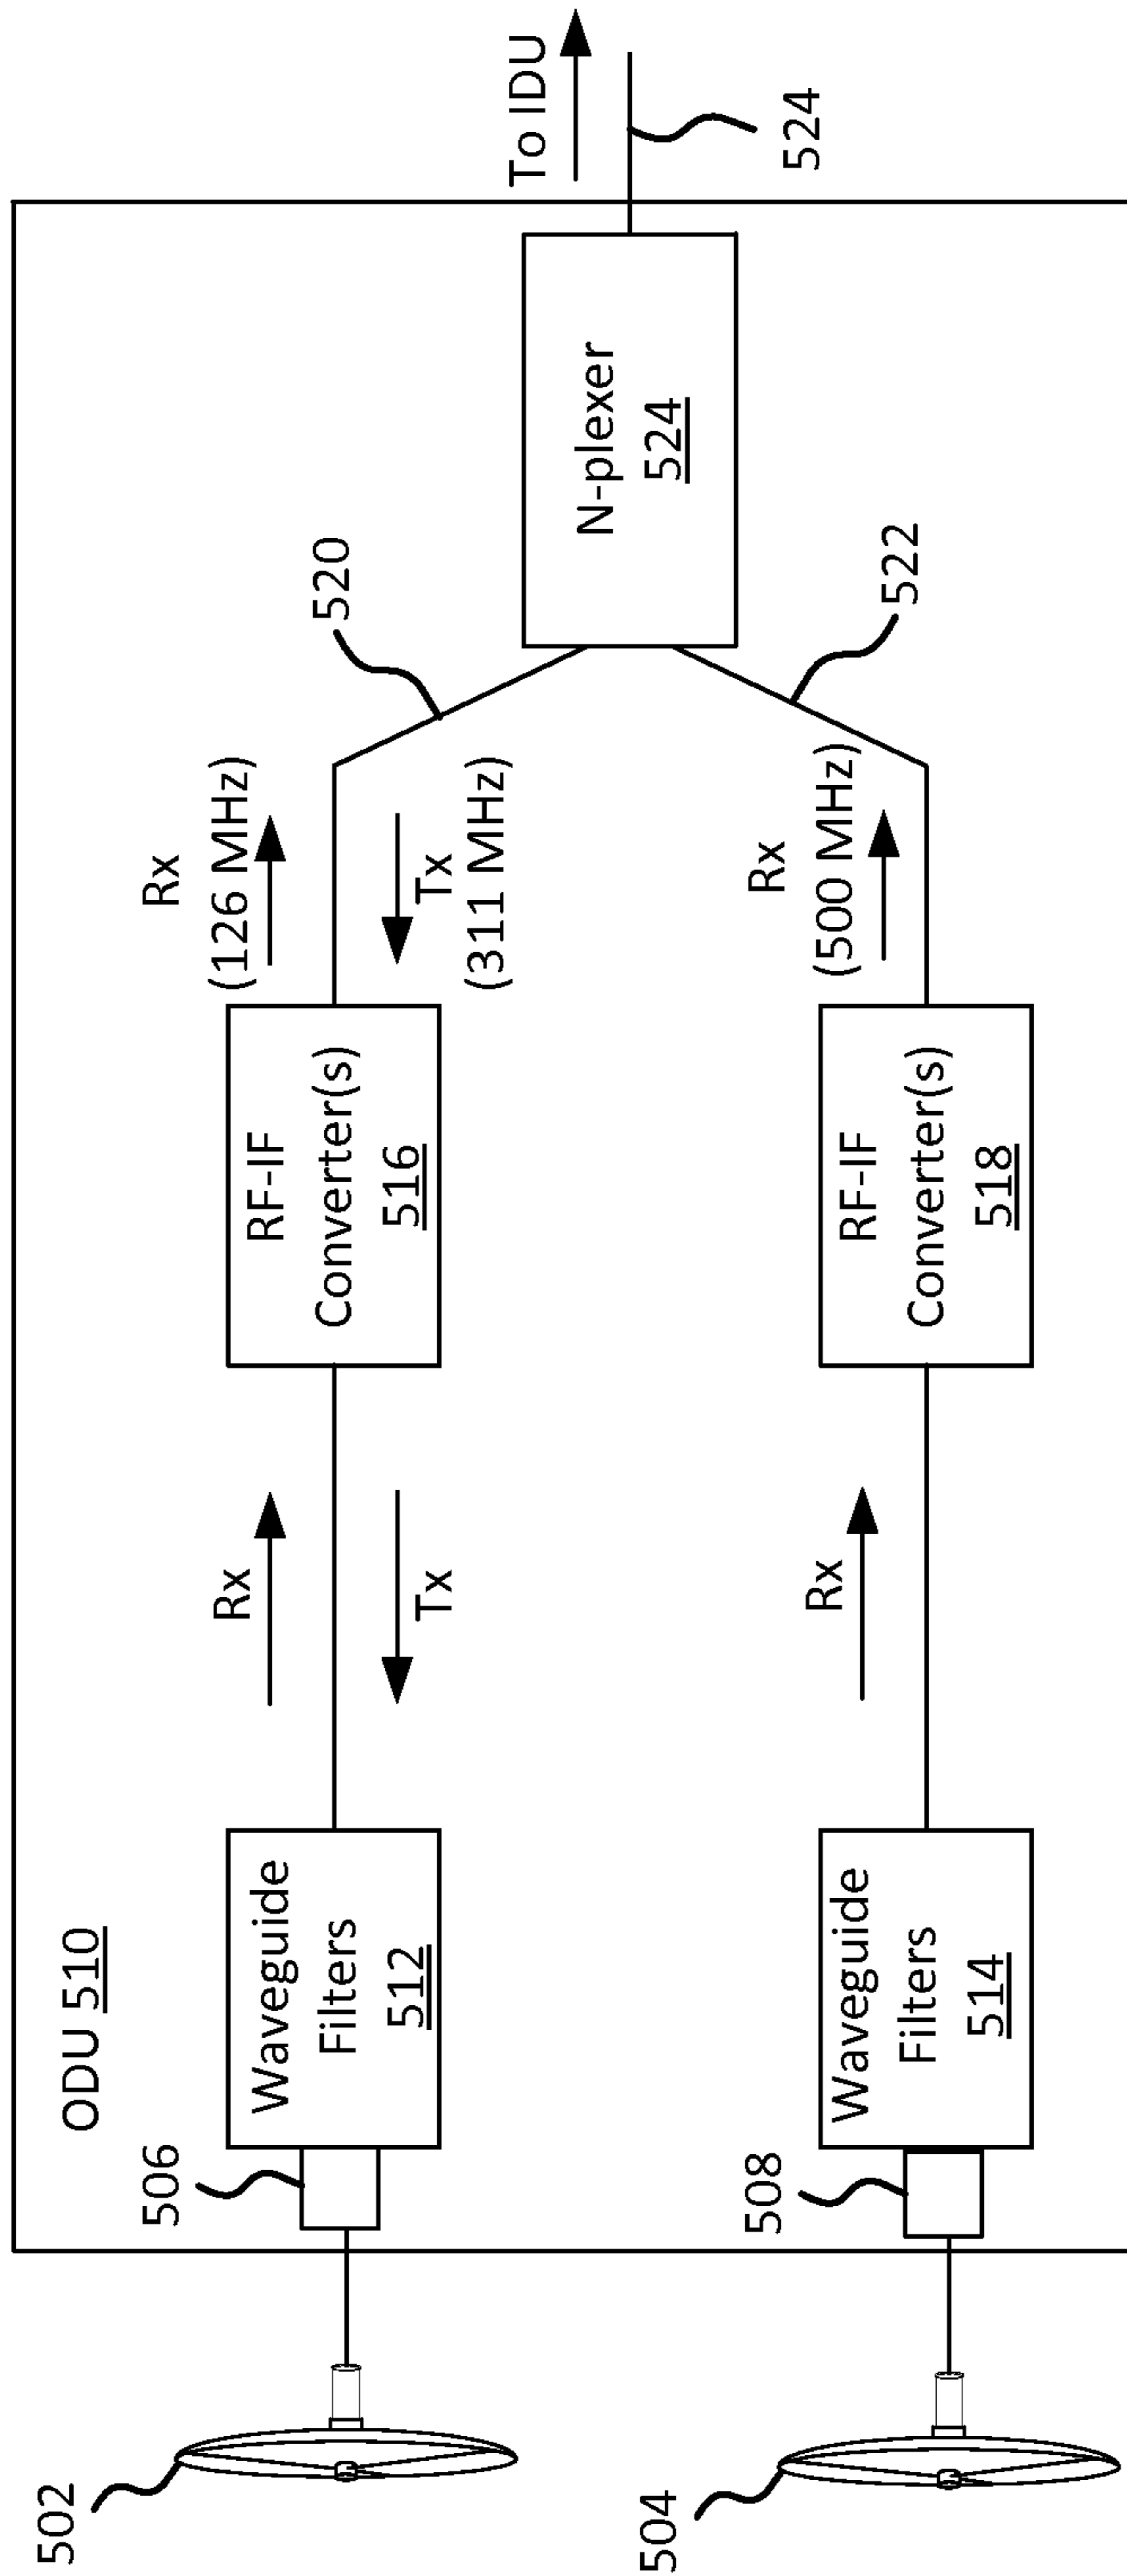 ODU 510
502
506
Waveguide
Filters
512
Rx
Tx
RF-IF
Converter(s)
516
Rx
(126 MHz)
Tx
(311 MHz)
520
N-plexer
524
To IDU
524
504
508
Waveguide
Filters
514
Rx
RF-IF
Converter(s)
518
Rx
(500 MHz)
522